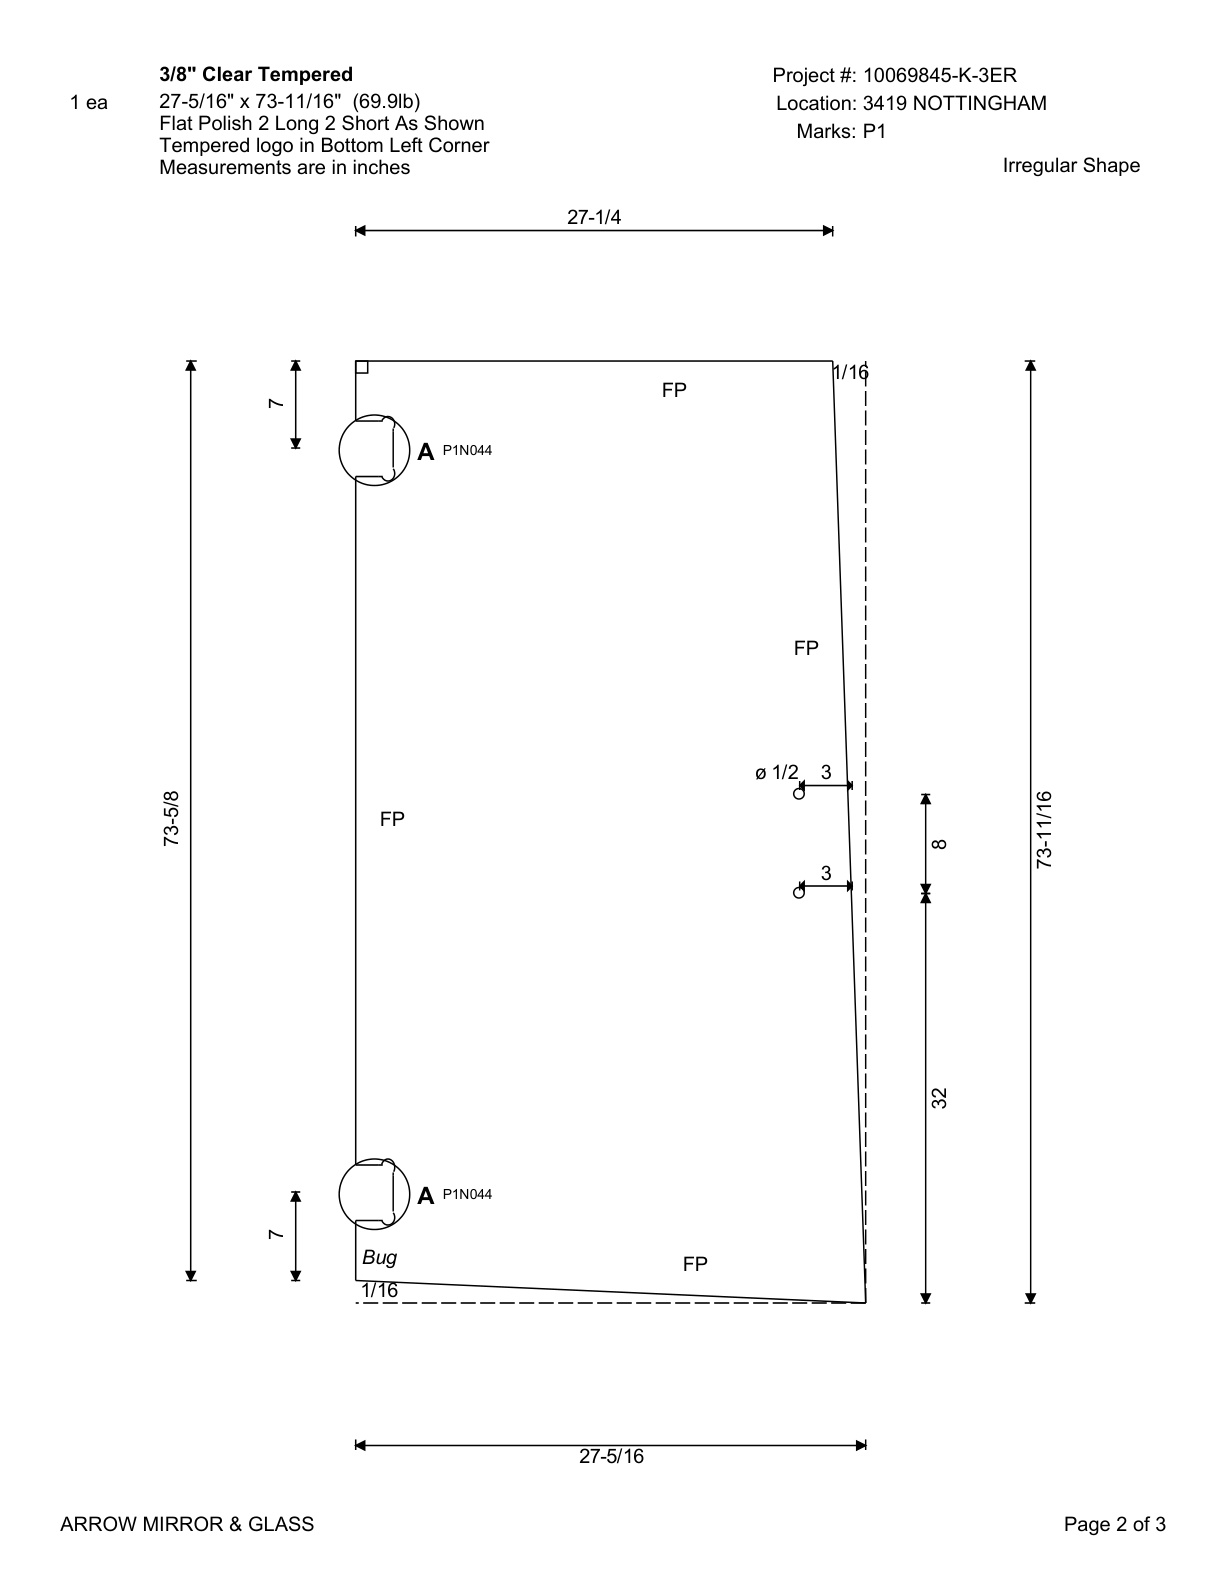 3/8" Clear Tempered
1 ea
27-5/16" x 73-11/16" (69.9lb)
Flat Polish 2 Long 2 Short As Shown
Tempered logo in Bottom Left Corner
Measurements are in inches
Project #: 10069845-K-3ER
Location: 3419 NOTTINGHAM
Marks: P1
Irregular Shape
27-1/4
1/16
FP
7
A P1N044
FP
ø 1/2
3
73-5/8
FP
8
73-11/16
3
32
A P1N044
7
Bug
FP
1/16
27-5/16
ARROW MIRROR & GLASS
Page 2 of 3